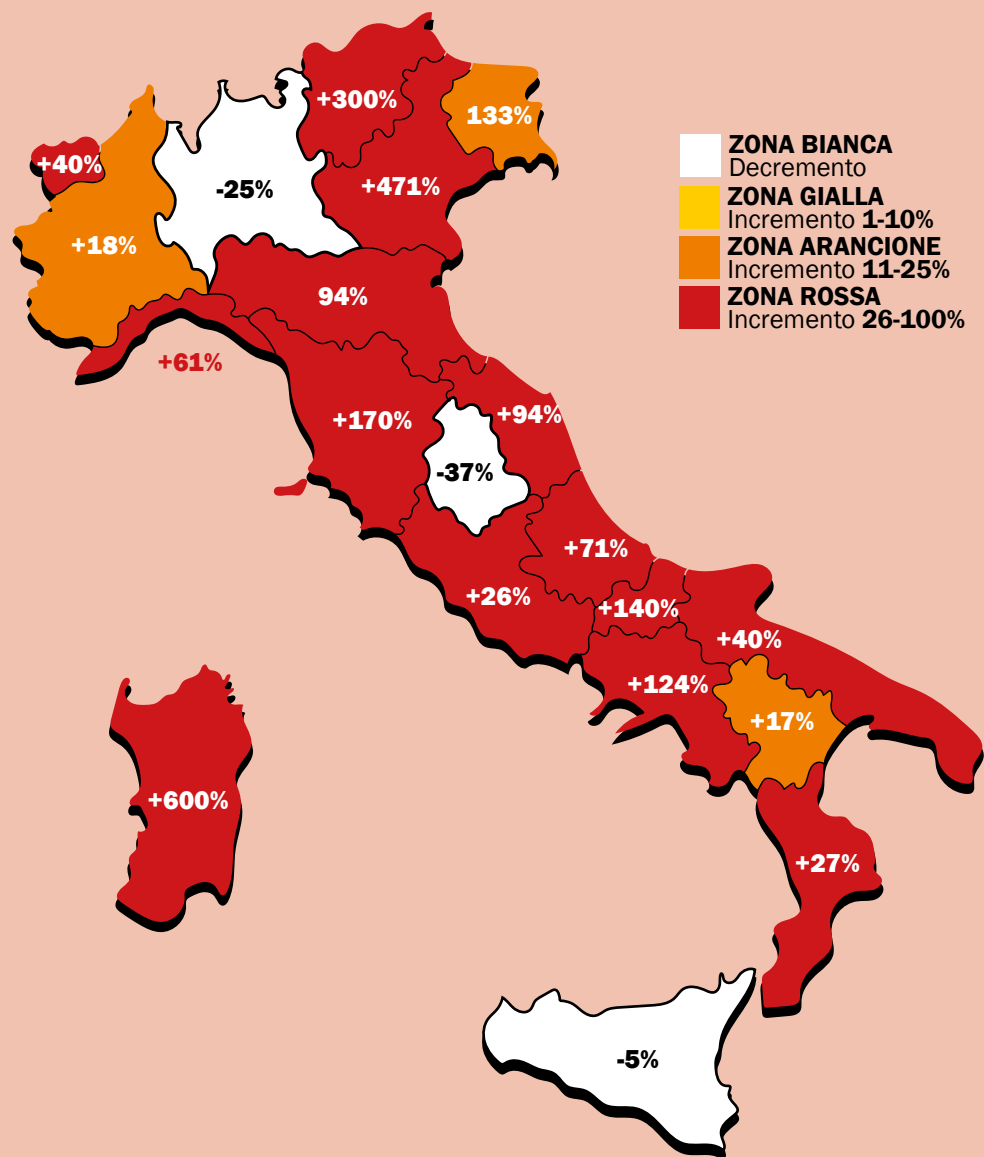 +300%
133%
+40%
-25%
+471%
+18%
94%
+61%
+170%
+94%
-37%
+71%
+26%
+140%
+40%
+124%
+17%
+600%
+27%
-5%
ZONA BIANCA
Decremento
ZONA GIALLA
Incremento 1-10%
ZONA ARANCIONE
Incremento 11-25%
ZONA ROSSA
Incremento 26-100%